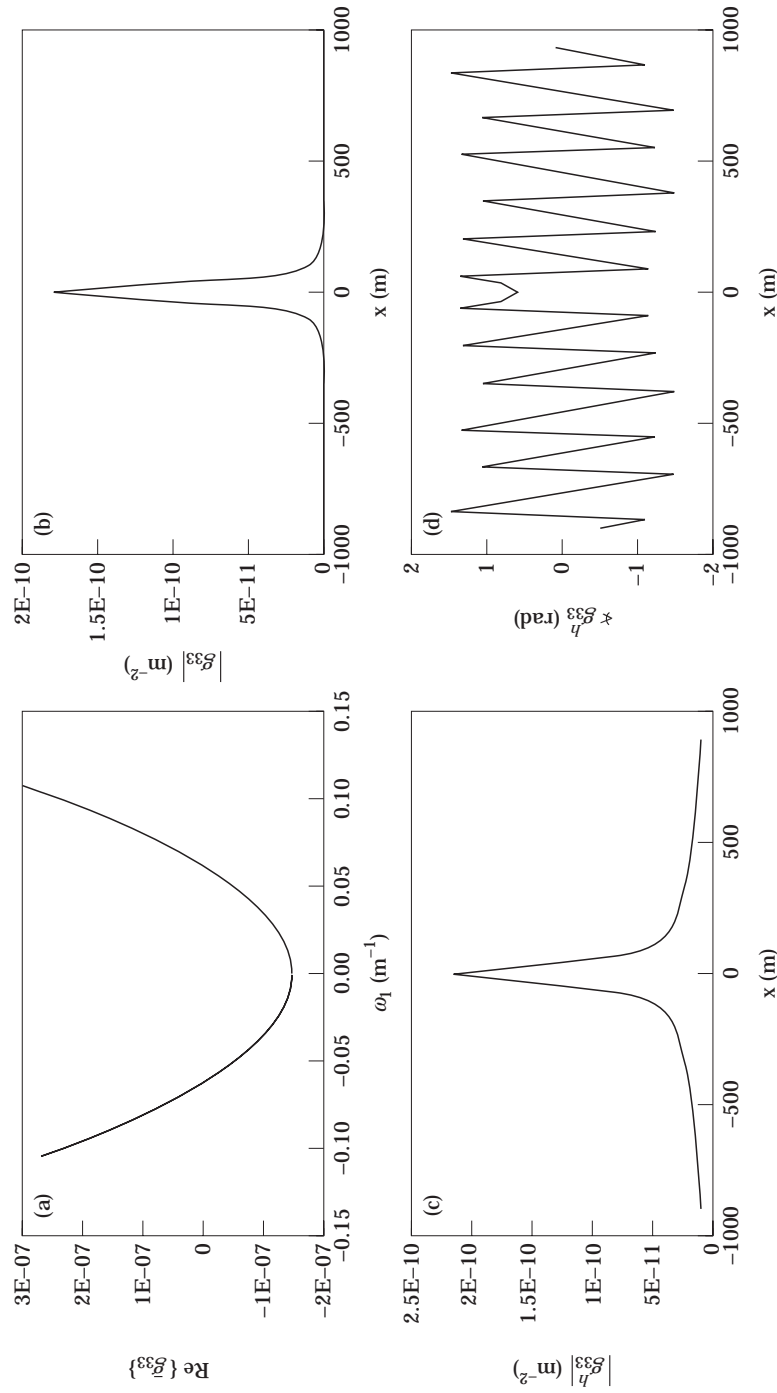 (a)
3E-07
2E-07
1E-07
0
-1E-07
-2E-07
Re { g̅33 }
-0.15
-0.10
-0.05
0.00
0.05
0.10
0.15
ω1 (m−1)
(b)
2E-10
1.5E-10
1E-10
5E-11
0
|g33| (m−2)
-1000
-500
0
500
1000
x (m)
(c)
2.5E-10
2E-10
1.5E-10
1E-10
5E-11
0
|g33h| (m−2)
-1000
-500
0
500
1000
x (m)
(d)
2
1
0
-1
-2
∢ g33h (rad)
-1000
-500
0
500
1000
x (m)